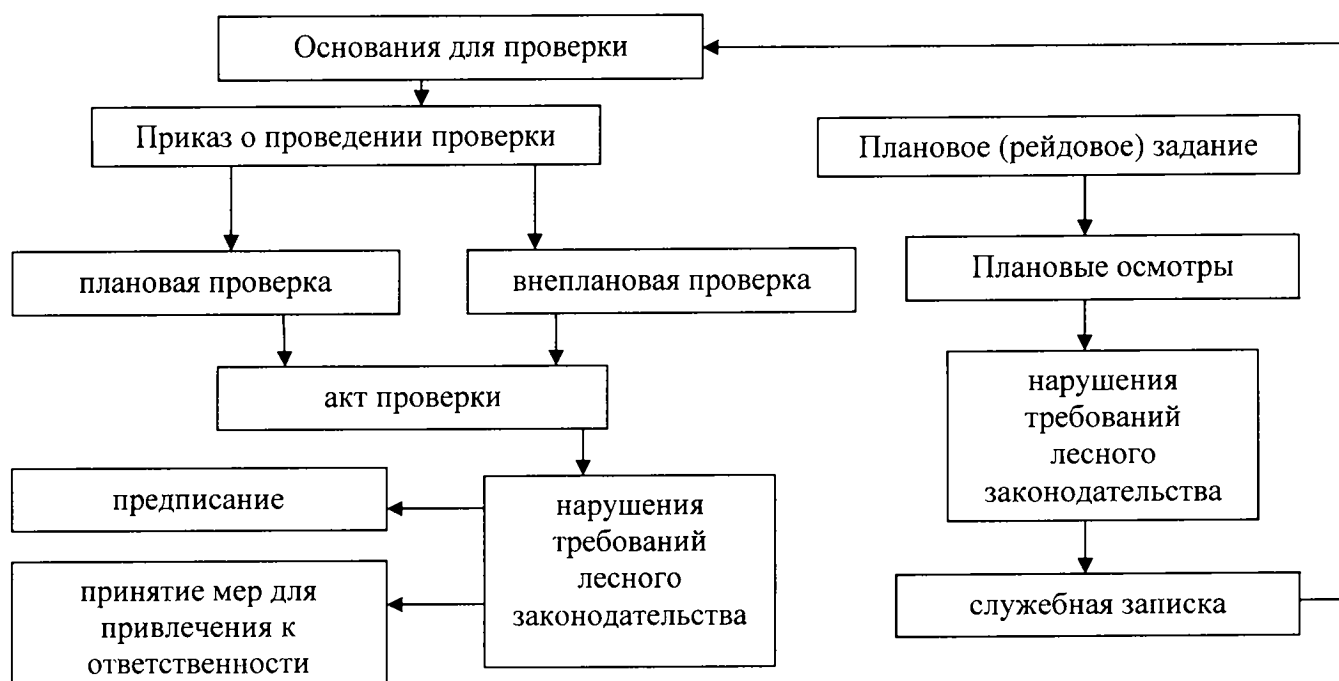 Основания для проверки
Приказ о проведении проверки
плановая проверка
внеплановая проверка
акт проверки
предписание
принятие мер для
привлечения к
ответственности
нарушения
требований
лесного
законодательства
Плановое (рейдовое) задание
Плановые осмотры
нарушения
требований
лесного
законодательства
служебная записка